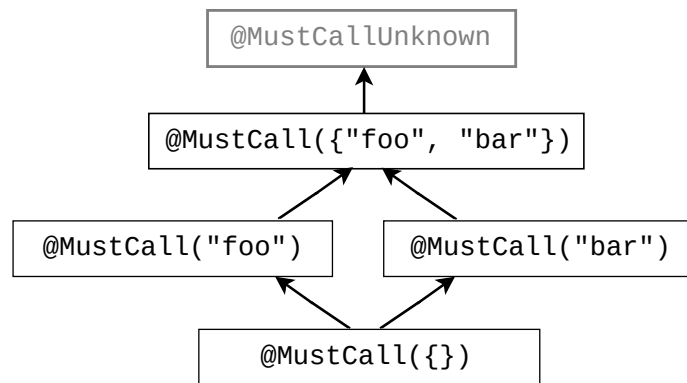 @MustCallUnknown
@MustCall({"foo", "bar"})
@MustCall("foo")
@MustCall("bar")
@MustCall({})